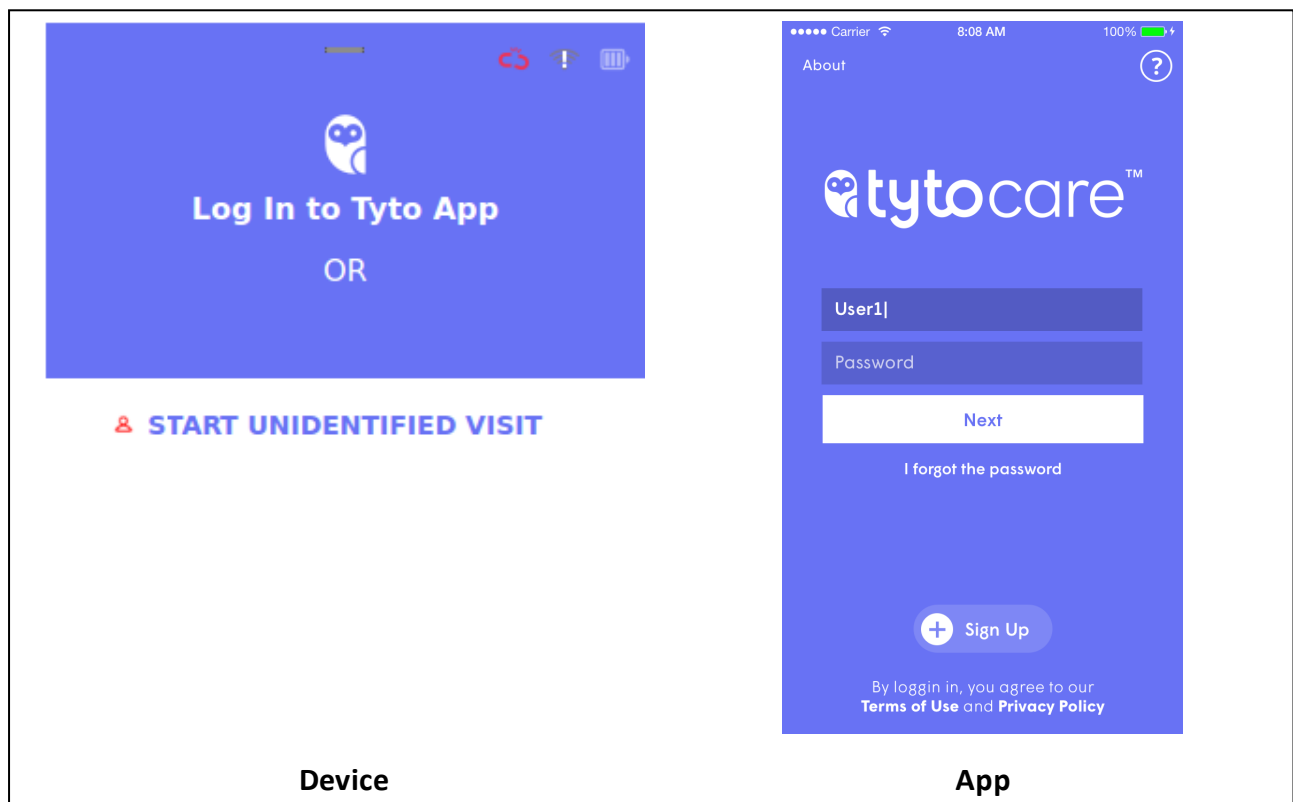 Log In to Tyto App
OR
START UNIDENTIFIED VISIT
Device
Carrier 8:08 AM 100%
About ?
tytocare™
User1|
Password
Next
I forgot the password
+ Sign Up
By loggin in, you agree to our
Terms of Use and Privacy Policy
App